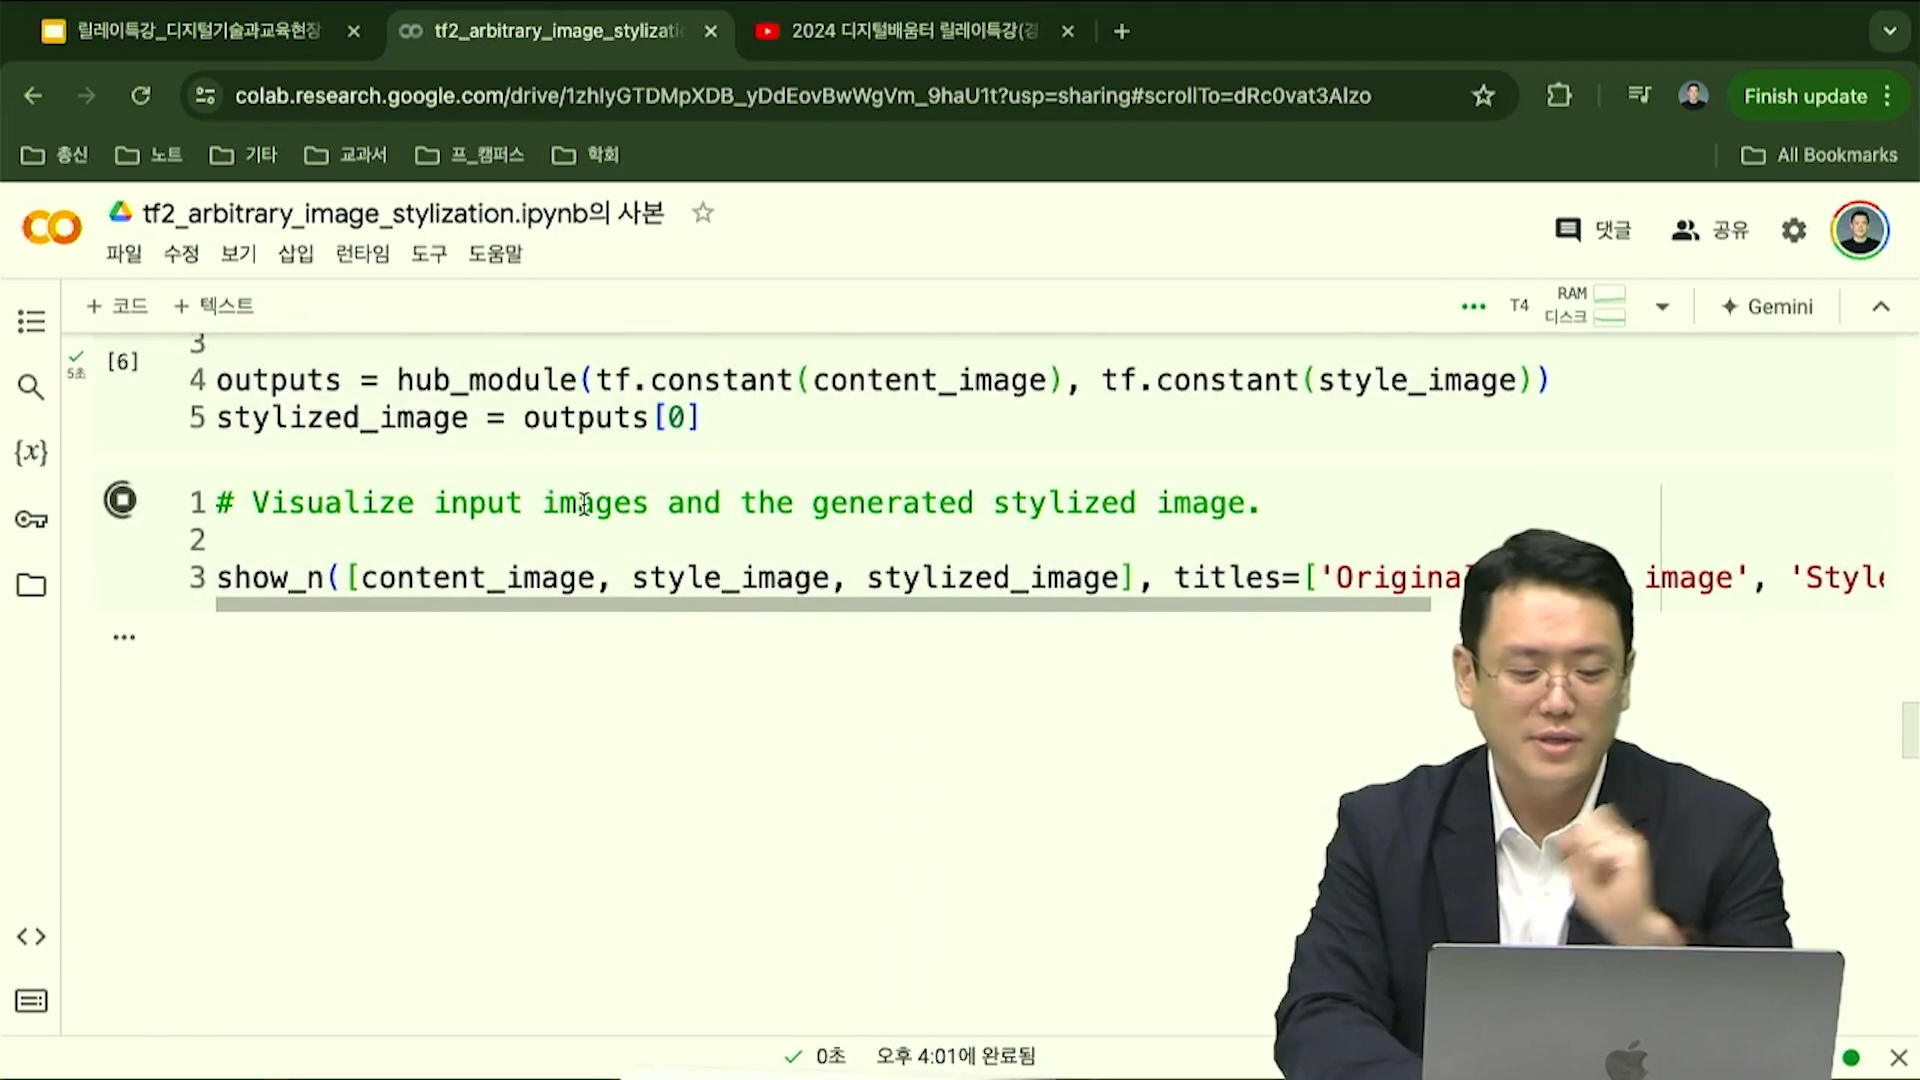 릴레이특강_디지털기술과교육현장
tf2_arbitrary_image_stylizati
2024 디지털배움터 릴레이특강(경
colab.research.google.com/drive/1zhIyGTDMpXDB_yDdEovBwWgVm_9haU1t?usp=sharing#scrollTo=dRc0vat3AIzo
Finish update
총신
노트
기타
교과서
프_캠퍼스
학회
All Bookmarks
CO
tf2_arbitrary_image_stylization.ipynb의 사본
파일 수정 보기 삽입 런타임 도구 도움말
댓글
공유
+ 코드 + 텍스트
T4
RAM
디스크
Gemini
{x}
[6]
5초
3
4 outputs = hub_module(tf.constant(content_image), tf.constant(style_image))
5 stylized_image = outputs[0]
1 # Visualize input images and the generated stylized image.
2
3 show_n([content_image, style_image, stylized_image], titles=['Origina image', 'Style
0초 오후 4:01에 완료됨